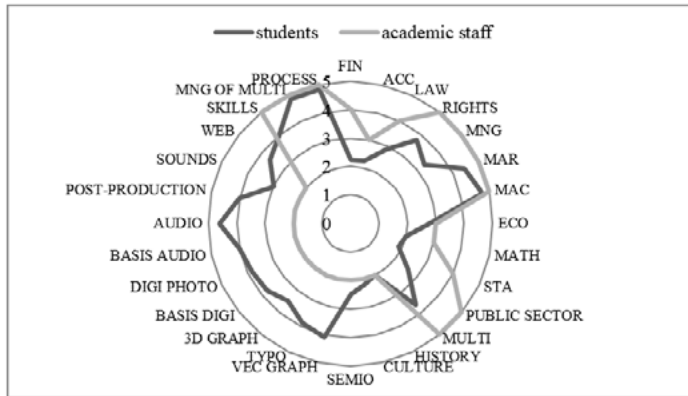 students
academic staff
FIN
ACC
LAW
RIGHTS
MNG
MAR
MAC
ECO
MATH
STA
PUBLIC SECTOR
MULTI
HISTORY
CULTURE
SEMIO
VEC GRAPH
TYPO
3D GRAPH
BASIS DIGI
DIGI PHOTO
BASIS AUDIO
AUDIO
POST-PRODUCTION
SOUNDS
WEB
SKILLS
MNG OF MULTI
PROCESS
5
4
3
2
1
0